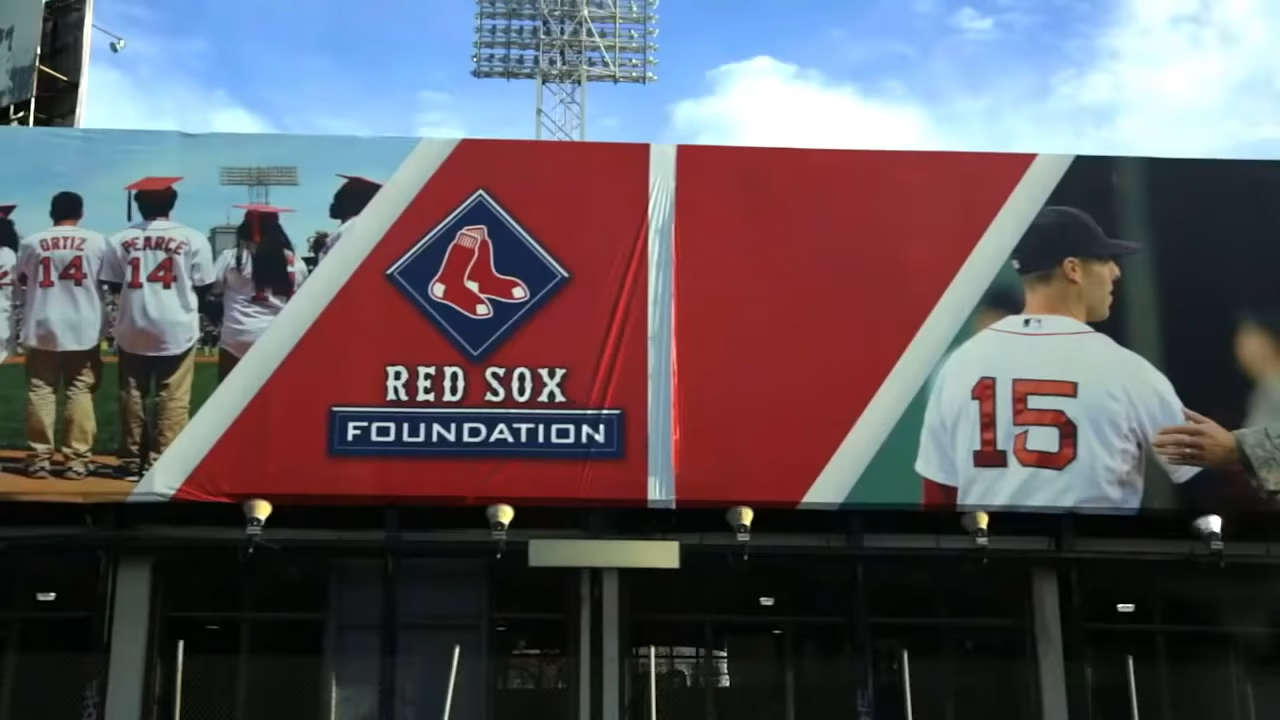 ORTIZ
14
PEARCE
14
RED SOX
FOUNDATION
15